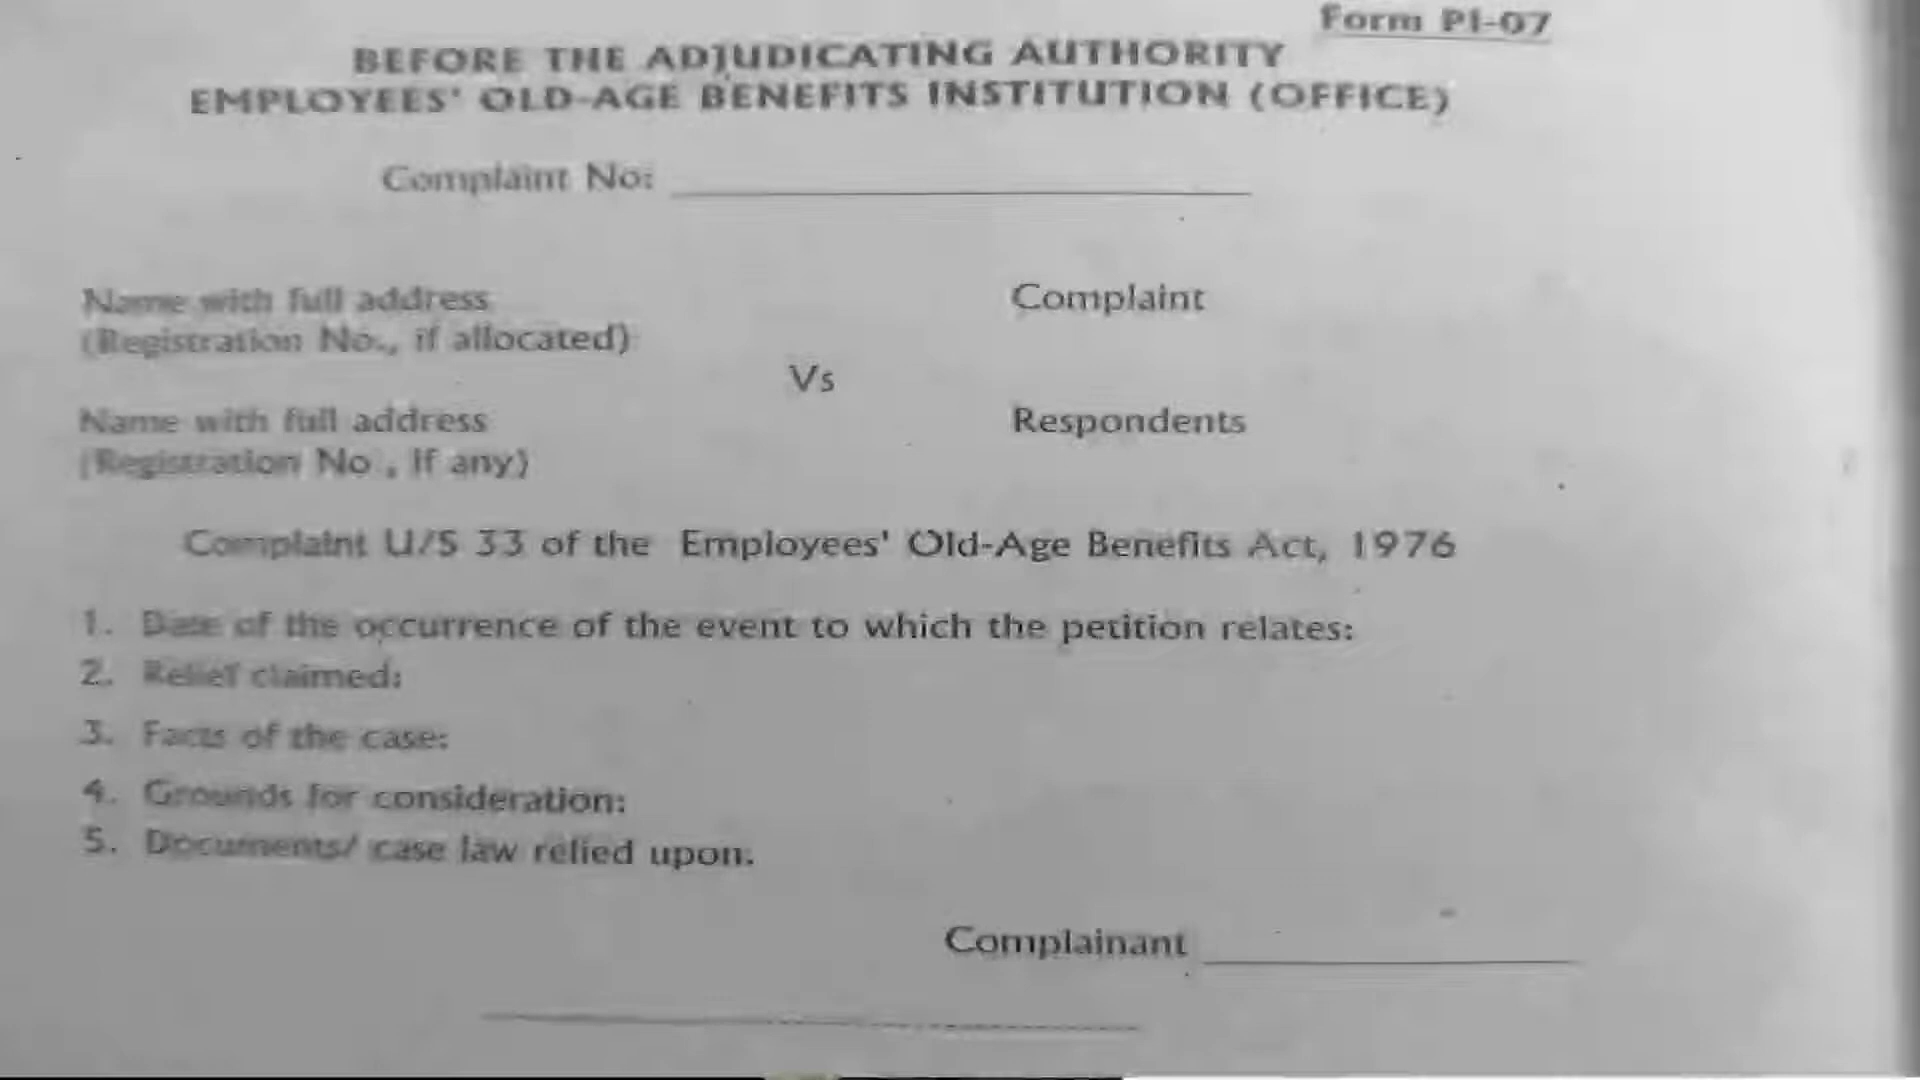 Form PI-07
BEFORE THE ADJUDICATING AUTHORITY
EMPLOYEES' OLD-AGE BENEFITS INSTITUTION (OFFICE)
Complaint No:
Name with full address
(Registration No., if allocated)
Complaint
Vs
Name with full address
(Registration No., if any)
Respondents
Complaint U/S 33 of the Employees' Old-Age Benefits Act, 1976
1. Date of the occurrence of the event to which the petition relates:
2. Relief claimed:
3. Facts of the case:
4. Grounds for consideration:
5. Documents/ case law relied upon:
Complainant